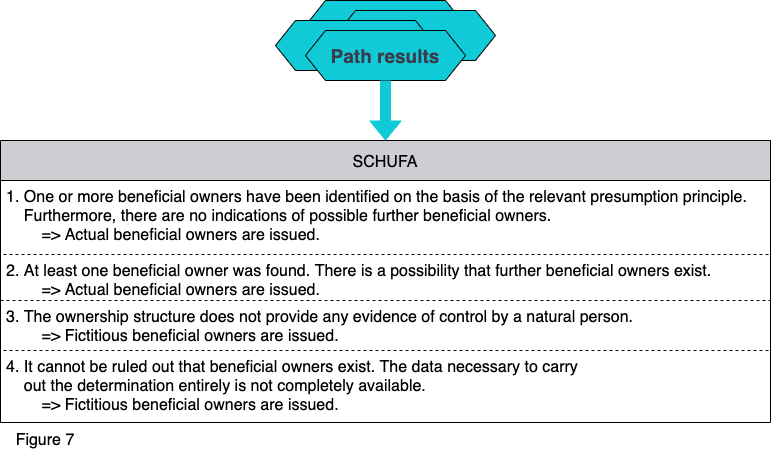 Path results
SCHUFA
1. One or more beneficial owners have been identified on the basis of the relevant presumption principle.
Furthermore, there are no indications of possible further beneficial owners.
=> Actual beneficial owners are issued.
2. At least one beneficial owner was found. There is a possibility that further beneficial owners exist.
=> Actual beneficial owners are issued.
3. The ownership structure does not provide any evidence of control by a natural person.
=> Fictitious beneficial owners are issued.
4. It cannot be ruled out that beneficial owners exist. The data necessary to carry
out the determination entirely is not completely available.
=> Fictitious beneficial owners are issued.
Figure 7